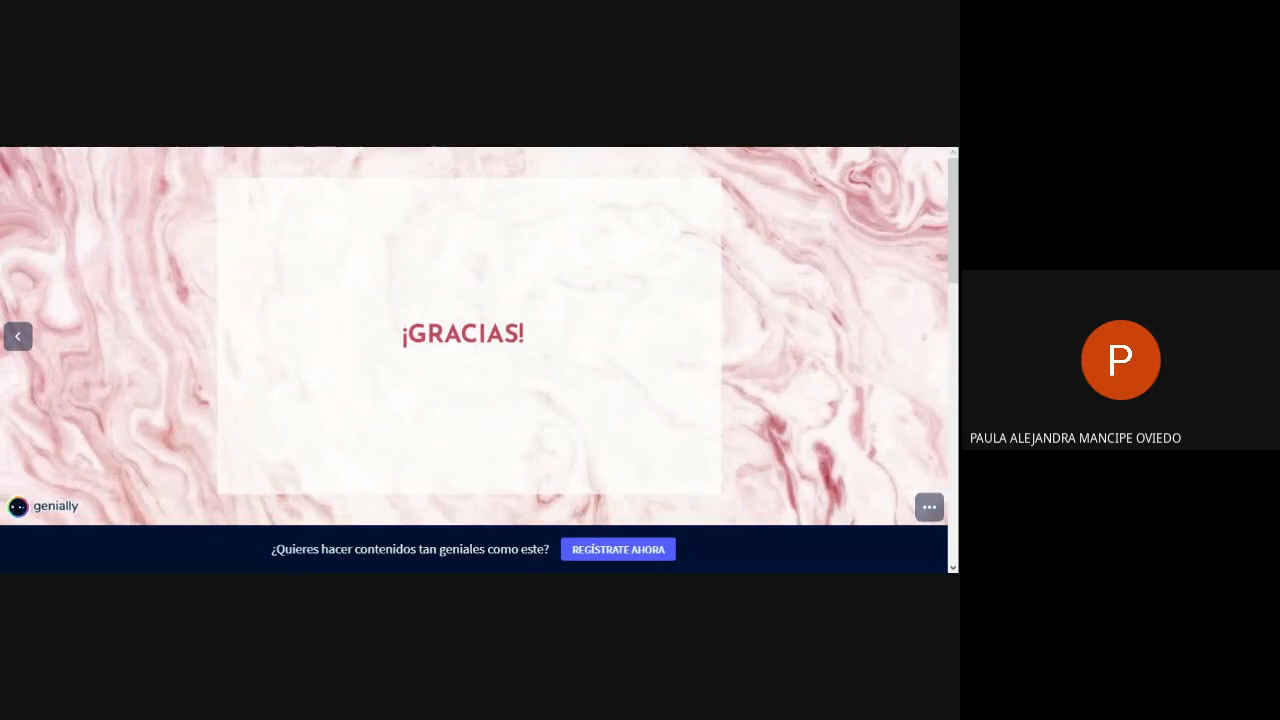 ¡GRACIAS!
genially
¿Quieres hacer contenidos tan geniales como este? REGÍSTRATE AHORA
P
PAULA ALEJANDRA MANCIPE OVIEDO